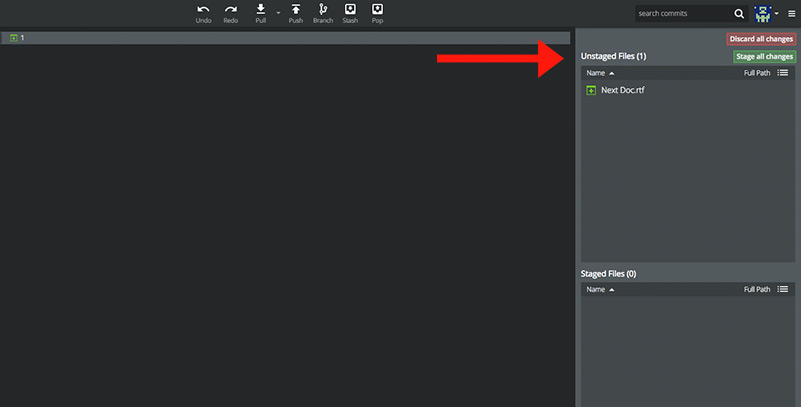 Undo Redo Pull Push Branch Stash Pop
search commits
1
Discard all changes
Unstaged Files (1)
Stage all changes
Name Full Path
Next Doc.rtf
Staged Files (0)
Name Full Path